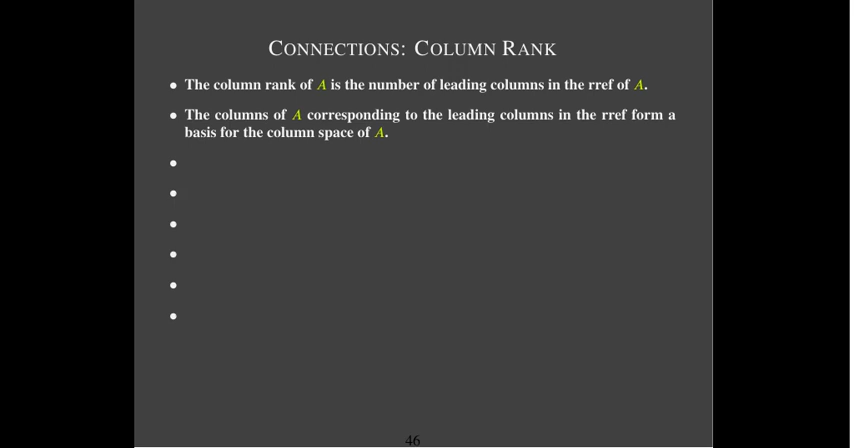 CONNECTIONS: COLUMN RANK
• The column rank of A is the number of leading columns in the rref of A.
• The columns of A corresponding to the leading columns in the rref form a
basis for the column space of A.
•
•
•
•
•
•
46